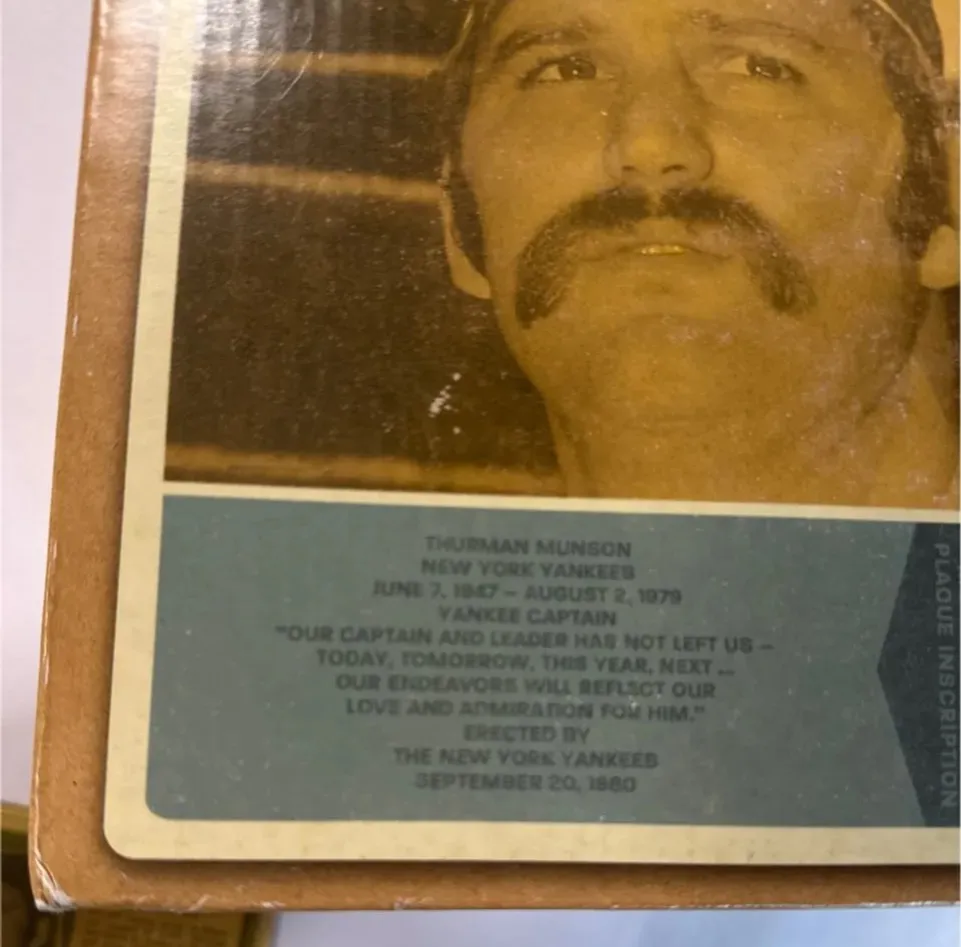 THURMAN MUNSON
NEW YORK YANKEES
JUNE 7, 1947 – AUGUST 2, 1979
YANKEE CAPTAIN
"OUR CAPTAIN AND LEADER HAS NOT LEFT US –
TODAY, TOMORROW, THIS YEAR, NEXT ...
OUR ENDEAVORS WILL REFLECT OUR
LOVE AND ADMIRATION FOR HIM."
ERECTED BY
THE NEW YORK YANKEES
SEPTEMBER 20, 1980
PLAQUE INSCRIPTION